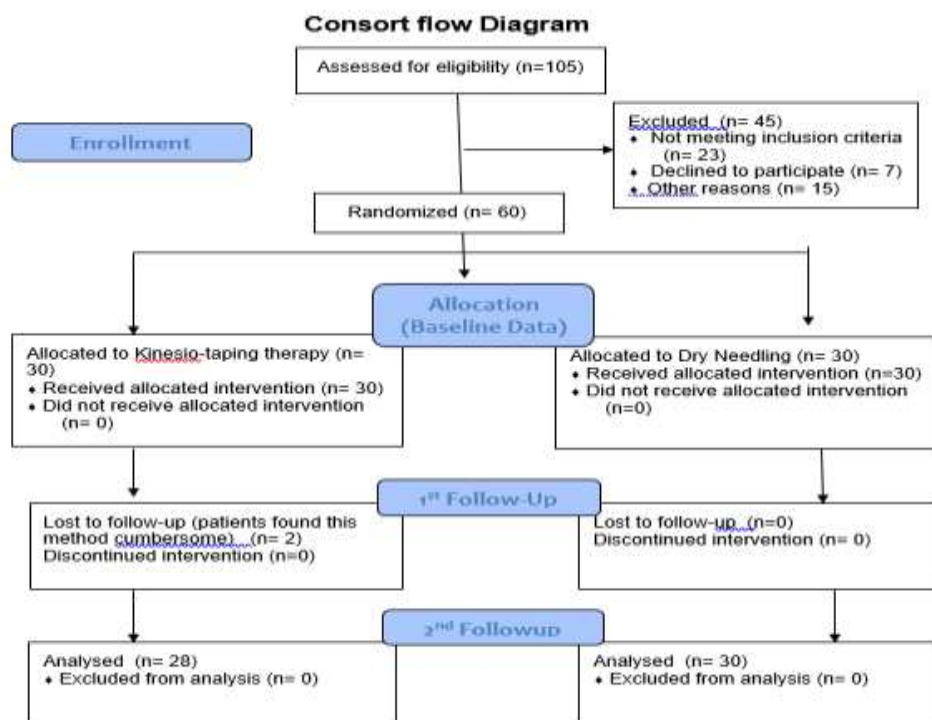 Consort flow Diagram
Assessed for eligibility (n=105)
Enrollment
Excluded (n= 45)
♦ Not meeting inclusion criteria
(n= 23)
♦ Declined to participate (n= 7)
♦ Other reasons (n= 15)
Randomized (n= 60)
Allocation
(Baseline Data)
Allocated to Kinesio-taping therapy (n=
30)
♦ Received allocated intervention (n= 30)
♦ Did not receive allocated intervention
(n= 0)
Allocated to Dry Needling (n= 30)
♦ Received allocated intervention (n=30)
♦ Did not receive allocated intervention
(n=0)
1st Follow-Up
Lost to follow-up (patients found this
method cumbersome) (n= 2)
Discontinued intervention (n=0)
Lost to follow-up (n=0)
Discontinued intervention (n= 0)
2nd Followup
Analysed (n= 28)
♦ Excluded from analysis (n= 0)
Analysed (n= 30)
♦ Excluded from analysis (n= 0)